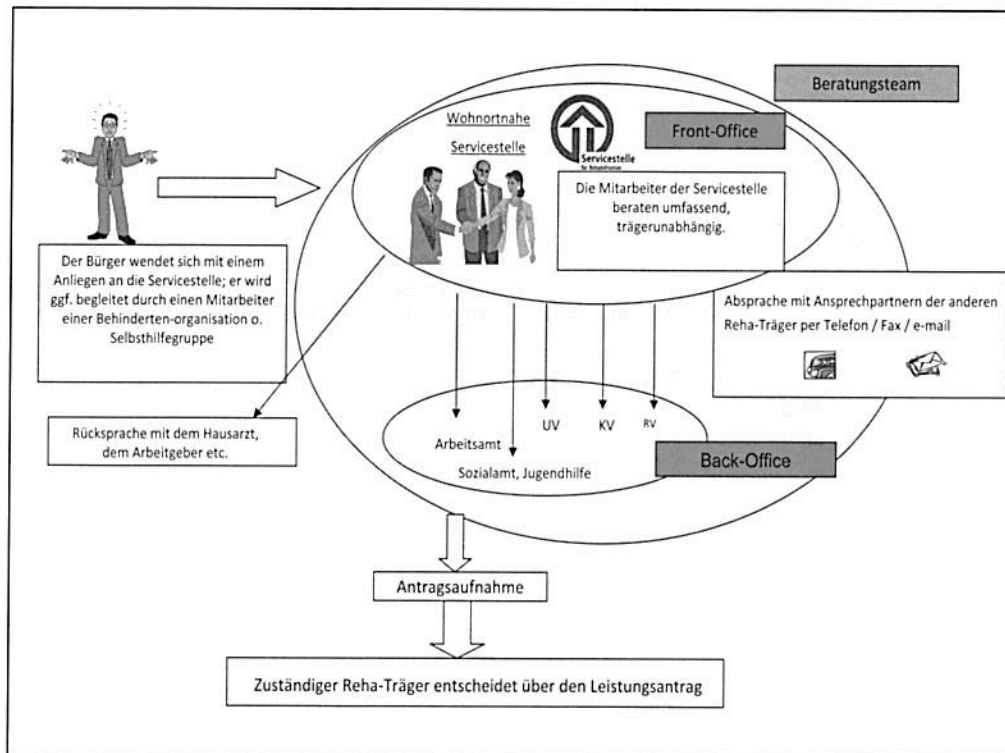 Beratungsteam
Wohnortnahe
Servicestelle
Servicestelle
für Rehabilitation
Front-Office
Die Mitarbeiter der Servicestelle
beraten umfassend,
trägerunabhängig.
Der Bürger wendet sich mit einem
Anliegen an die Servicestelle; er wird
ggf. begleitet durch einen Mitarbeiter
einer Behinderten-organisation o.
Selbsthilfegruppe
Absprache mit Ansprechpartnern der anderen
Reha-Träger per Telefon / Fax / e-mail
Rücksprache mit dem Hausarzt,
dem Arbeitgeber etc.
UV
KV
RV
Arbeitsamt
Sozialamt, Jugendhilfe
Back-Office
Antragsaufnahme
Zuständiger Reha-Träger entscheidet über den Leistungsantrag